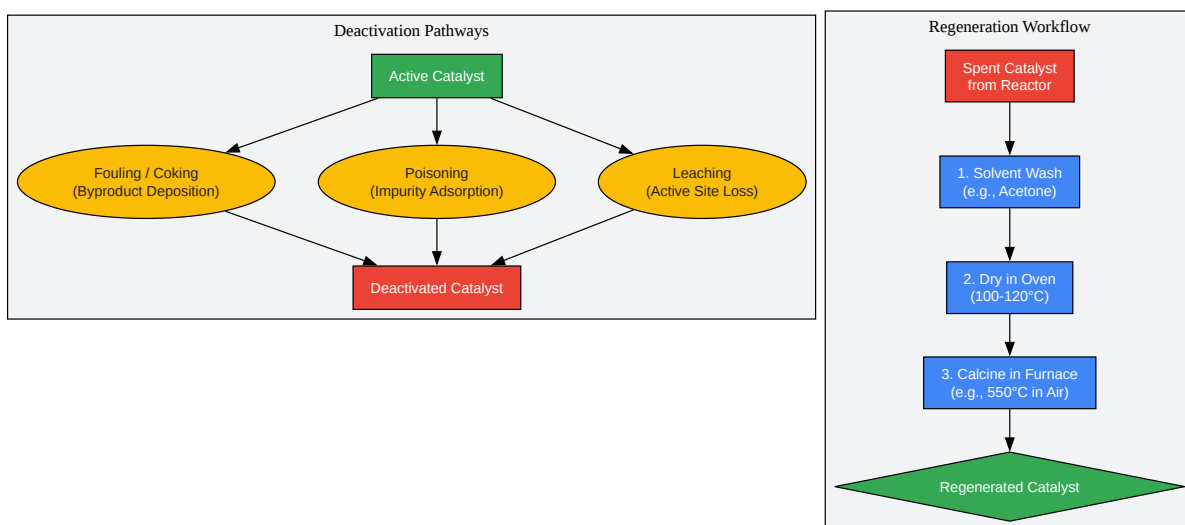 Deactivation Pathways
Active Catalyst
Fouling / Coking
(Byproduct Deposition)
Poisoning
(Impurity Adsorption)
Leaching
(Active Site Loss)
Deactivated Catalyst
Regeneration Workflow
Spent Catalyst
from Reactor
1. Solvent Wash
(e.g., Acetone)
2. Dry in Oven
(100-120°C)
3. Calcine in Furnace
(e.g., 550°C in Air)
Regenerated Catalyst